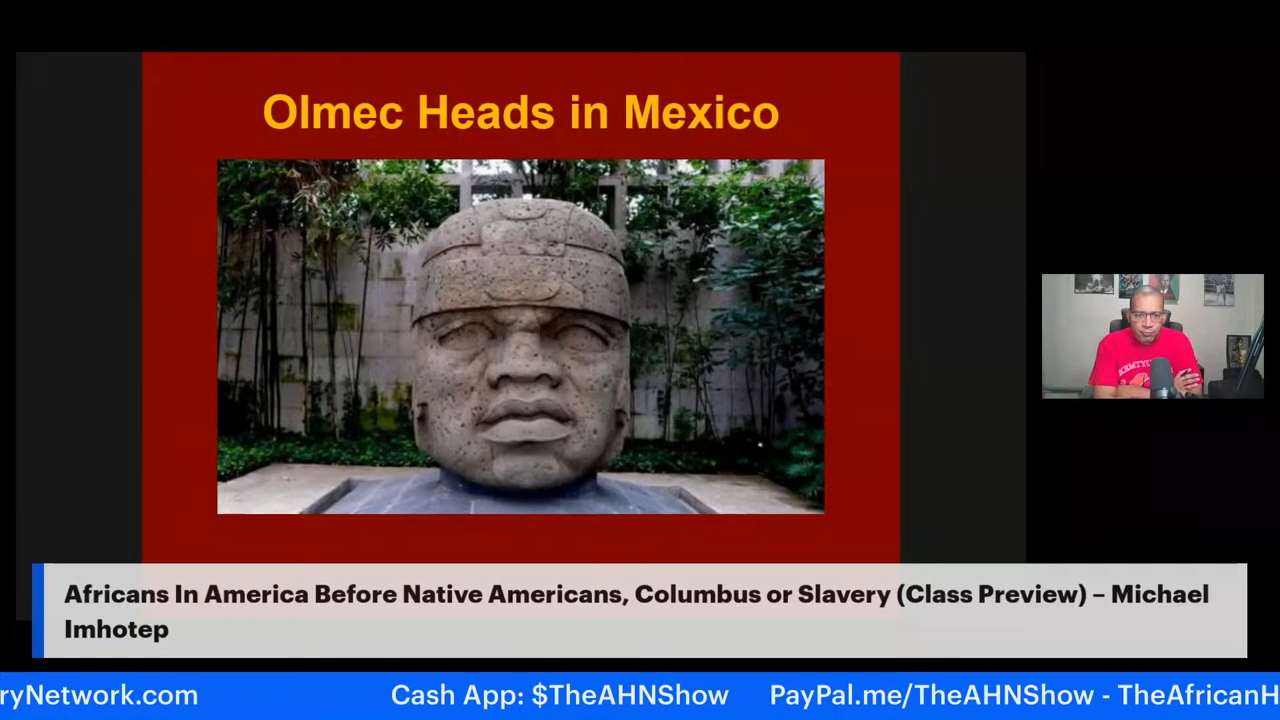 Olmec Heads in Mexico
Africans In America Before Native Americans, Columbus or Slavery (Class Preview) – Michael
Imhotep
ryNetwork.com Cash App: $TheAHNShow PayPal.me/TheAHNShow - TheAfricanH